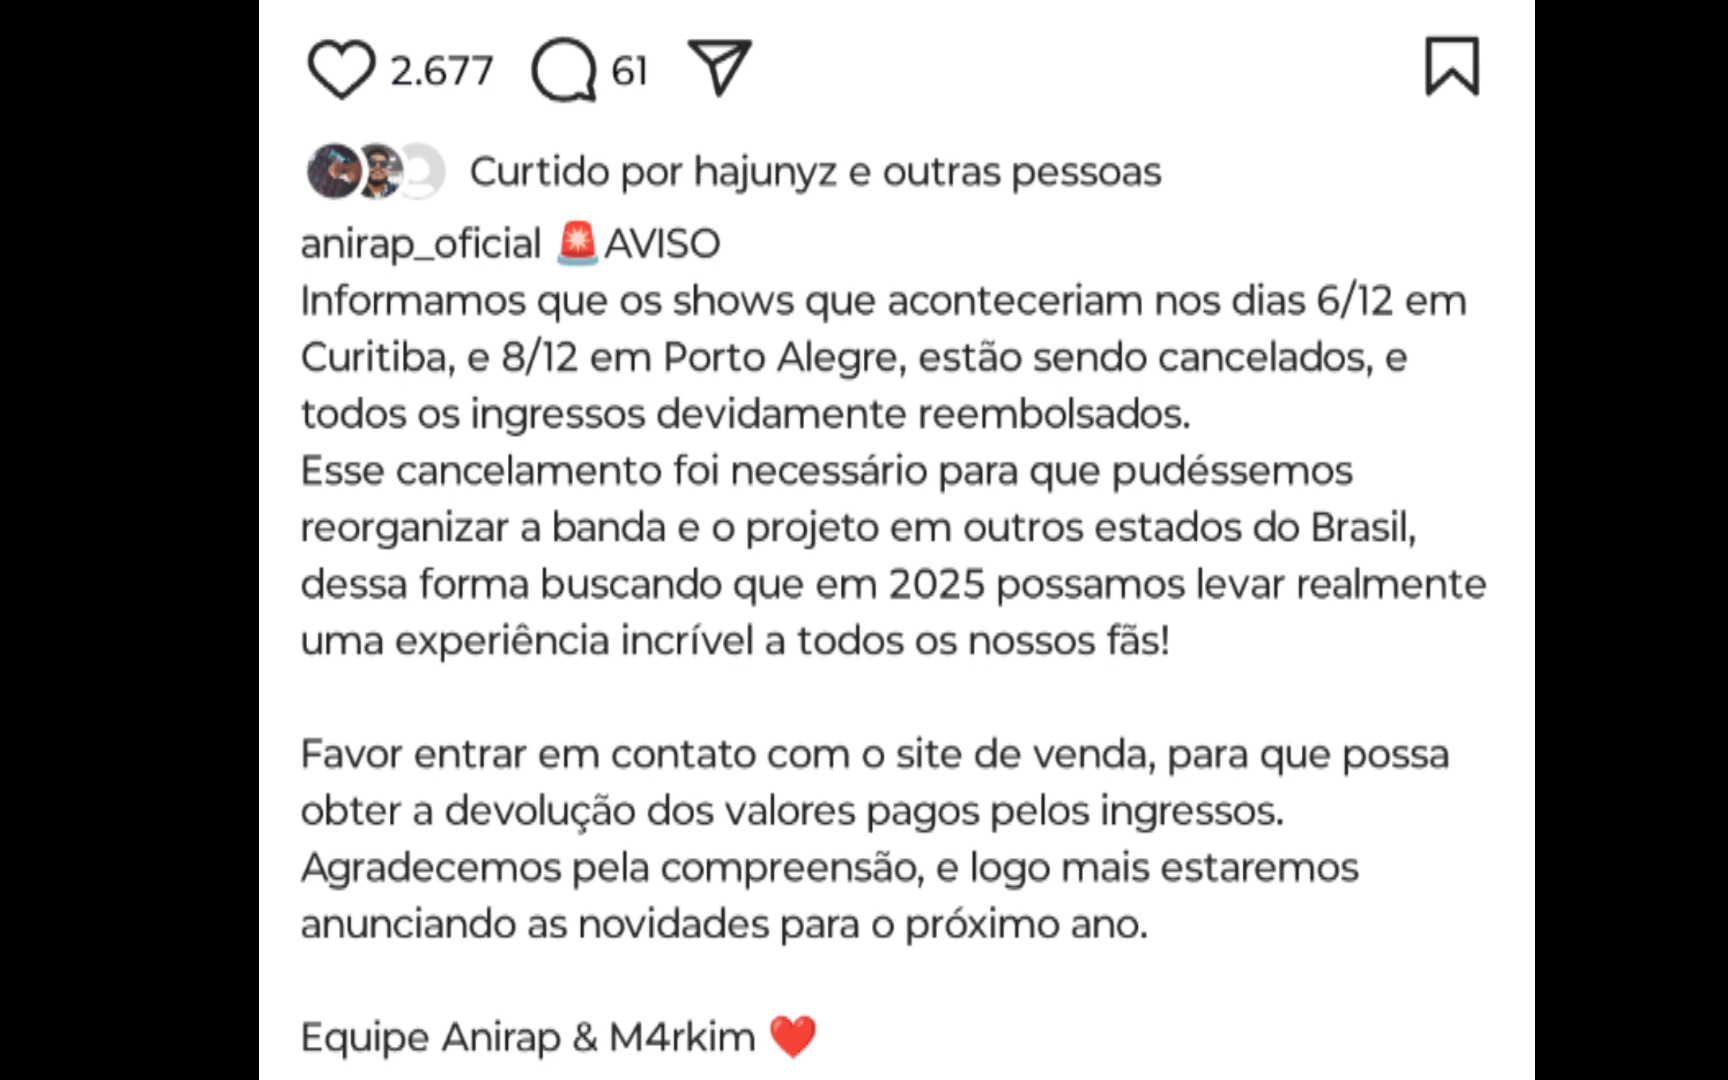 2.677 61
Curtido por hajunyz e outras pessoas
anirap_oficial 🚨AVISO
Informamos que os shows que aconteceriam nos dias 6/12 em
Curitiba, e 8/12 em Porto Alegre, estão sendo cancelados, e
todos os ingressos devidamente reembolsados.
Esse cancelamento foi necessário para que pudéssemos
reorganizar a banda e o projeto em outros estados do Brasil,
dessa forma buscando que em 2025 possamos levar realmente
uma experiência incrível a todos os nossos fãs!
Favor entrar em contato com o site de venda, para que possa
obter a devolução dos valores pagos pelos ingressos.
Agradecemos pela compreensão, e logo mais estaremos
anunciando as novidades para o próximo ano.
Equipe Anirap & M4rkim ❤️